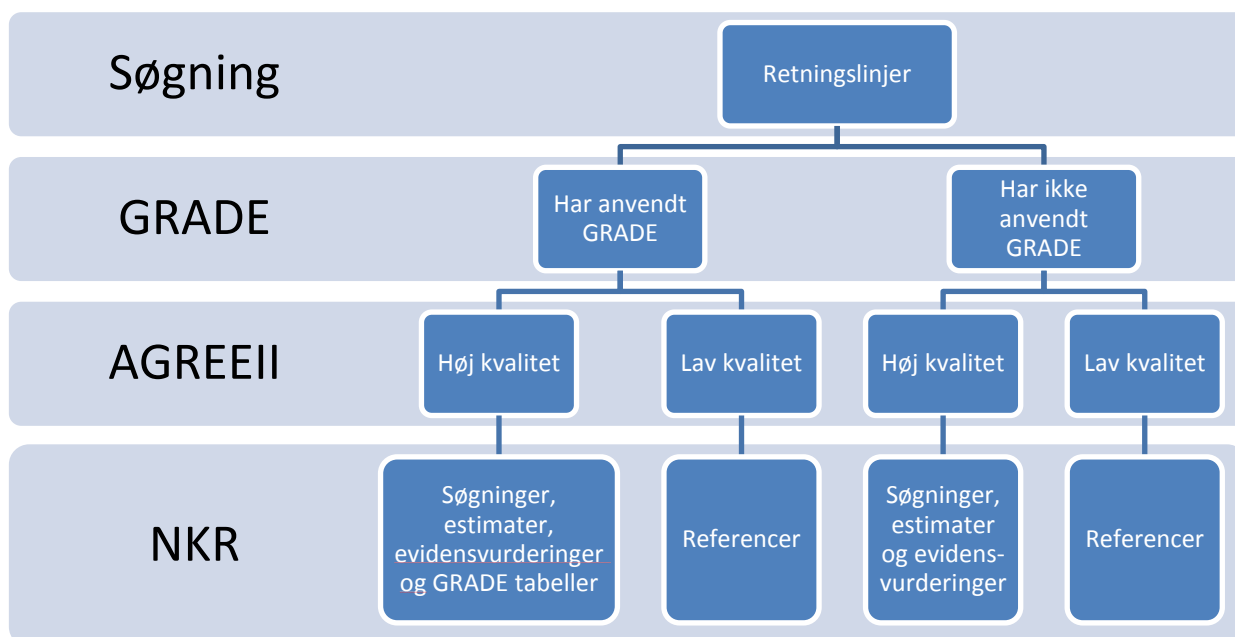 Søgning
Retningslinjer
GRADE
Har anvendt
GRADE
Har ikke
anvendt
GRADE
AGREEII
Høj kvalitet
Lav kvalitet
Høj kvalitet
Lav kvalitet
NKR
Søgninger,
estimater,
evidensvurderinger
og GRADE tabeller
Referencer
Søgninger,
estimater
og evidens-
vurderinger
Referencer